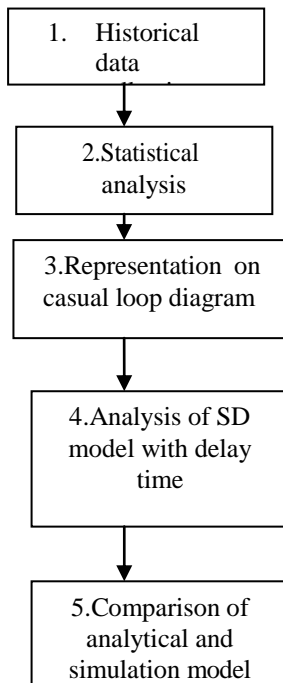 1. Historical
data
2.Statistical
analysis
3.Representation on
casual loop diagram
4.Analysis of SD
model with delay
time
5.Comparison of
analytical and
simulation model